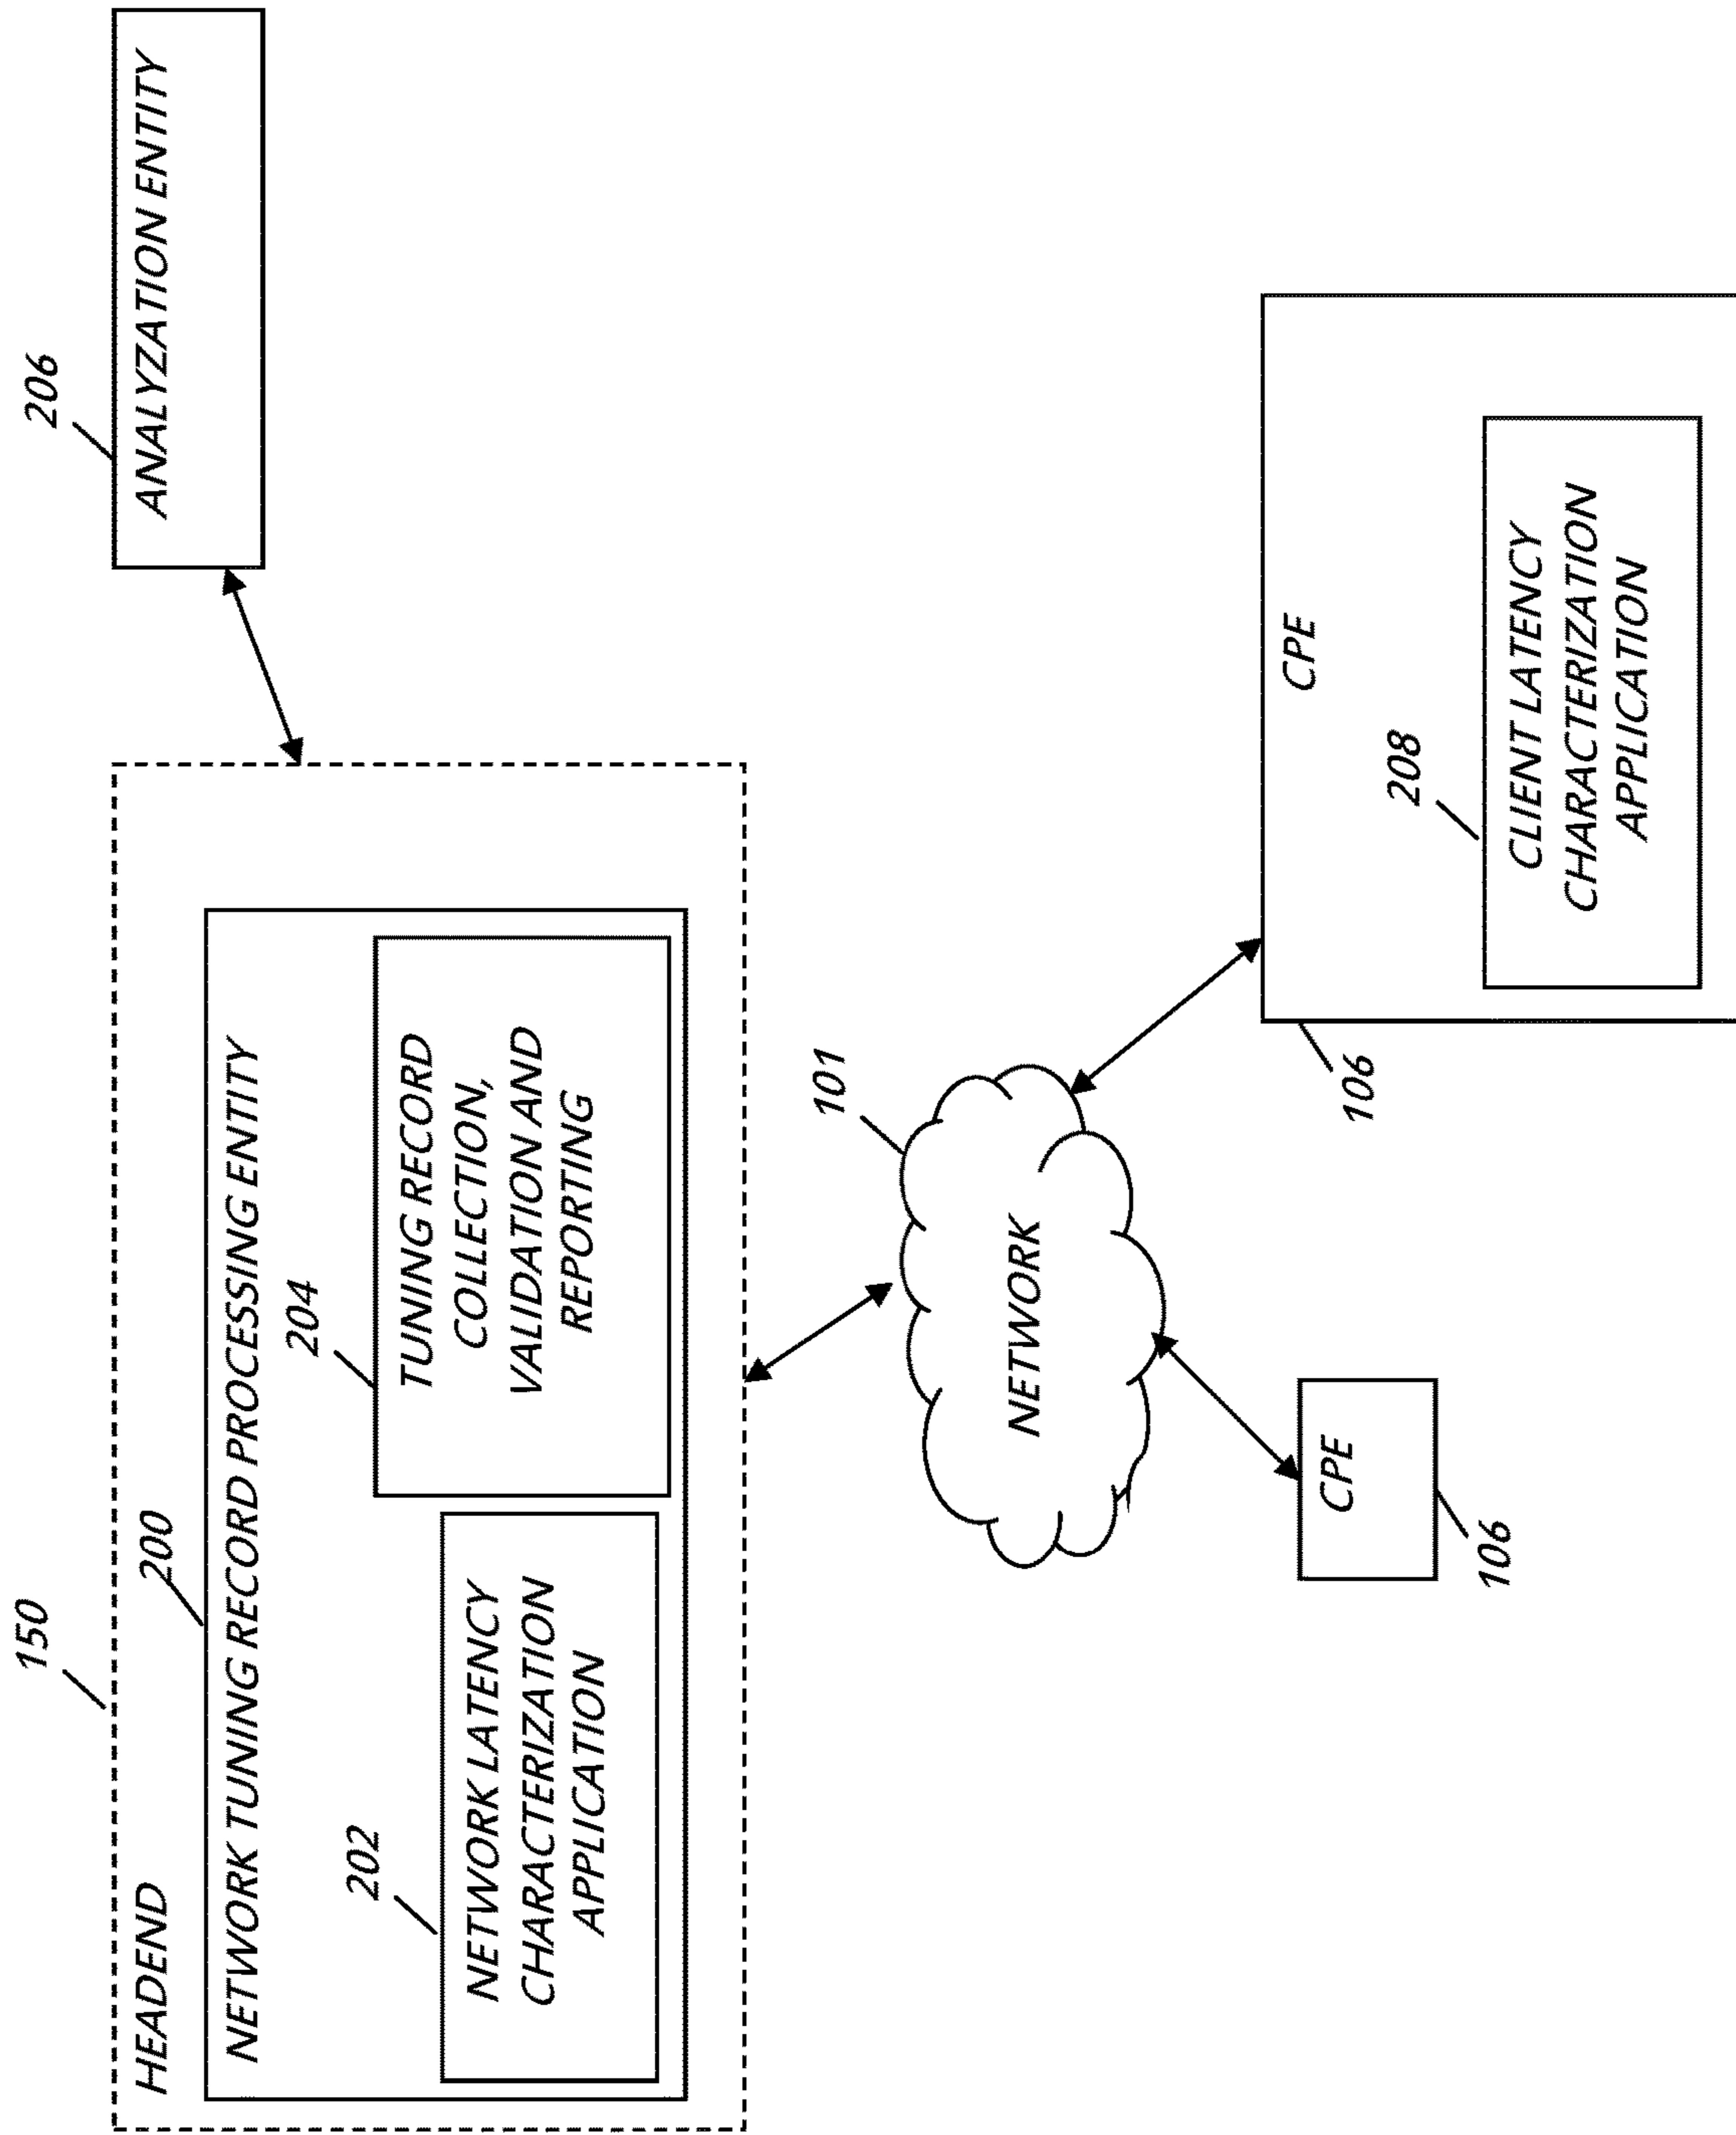 150
HEADEND
200
NETWORK TUNING RECORD PROCESSING ENTITY
202
NETWORK LATENCY
CHARACTERIZATION
APPLICATION
204
TUNING RECORD
COLLECTION,
VALIDATION AND
REPORTING
206
ANALYZATION ENTITY
101
NETWORK
CPE
106
106
CPE
208
CLIENT LATENCY
CHARACTERIZATION
APPLICATION